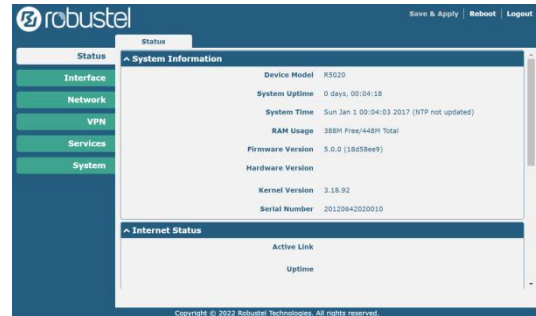 robustel
Save & Apply | Reboot | Logout
Status
Status
Interface
Network
VPN
Services
System
System Information
Device Model R5020
System Uptime 0 days, 00:04:18
System Time Sun Jan 1 00:04:03 2017 (NTP not updated)
RAM Usage 388M Free/448M Total
Firmware Version 5.0.0 (18d58ee9)
Hardware Version
Kernel Version 3.18.92
Serial Number 20120642020010
Internet Status
Active Link
Uptime
Copyright © 2022 Robustel Technologies. All rights reserved.